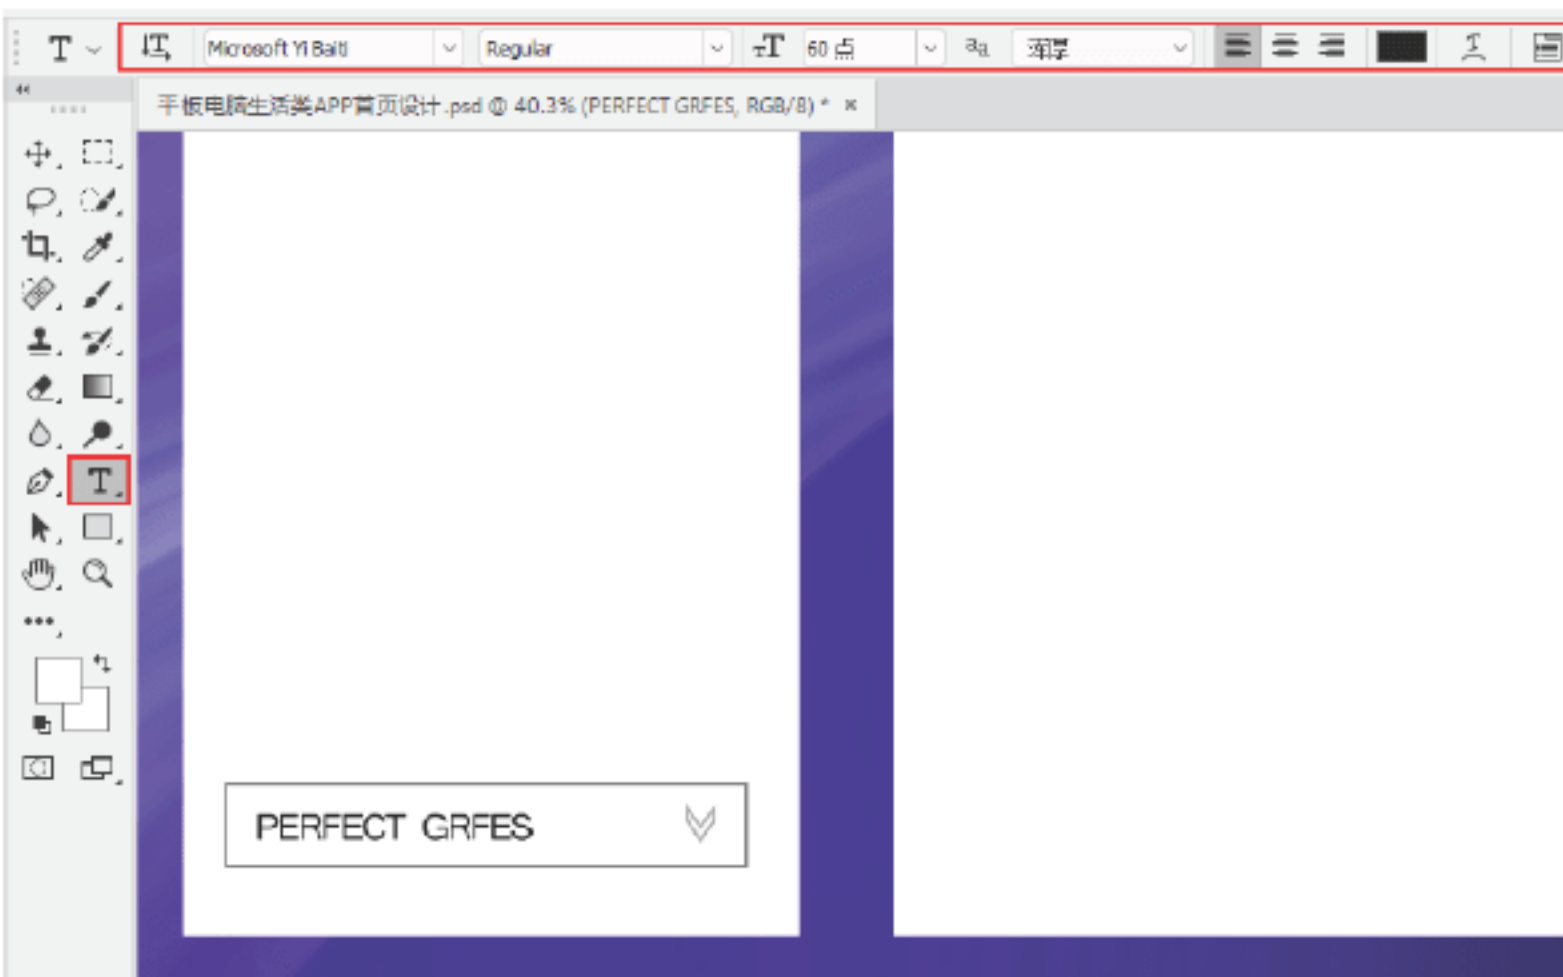 T Microsoft Yi Baiti Regular T 60 点 aa 浑厚
平板电脑生活类APP首页设计.psd @ 40.3% (PERFECT GRFES, RGB/8) *
T
PERFECT GRFES